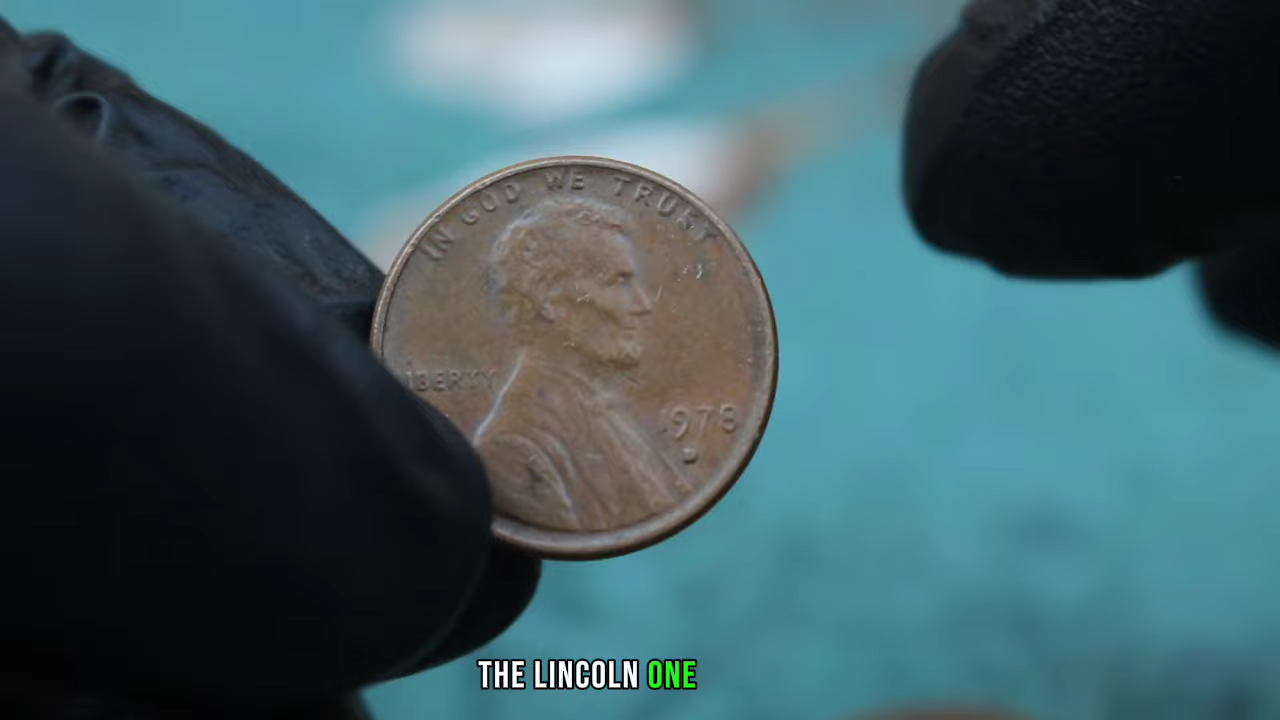 IN GOD WE TRUST
LIBERTY
1978
D
THE LINCOLN ONE